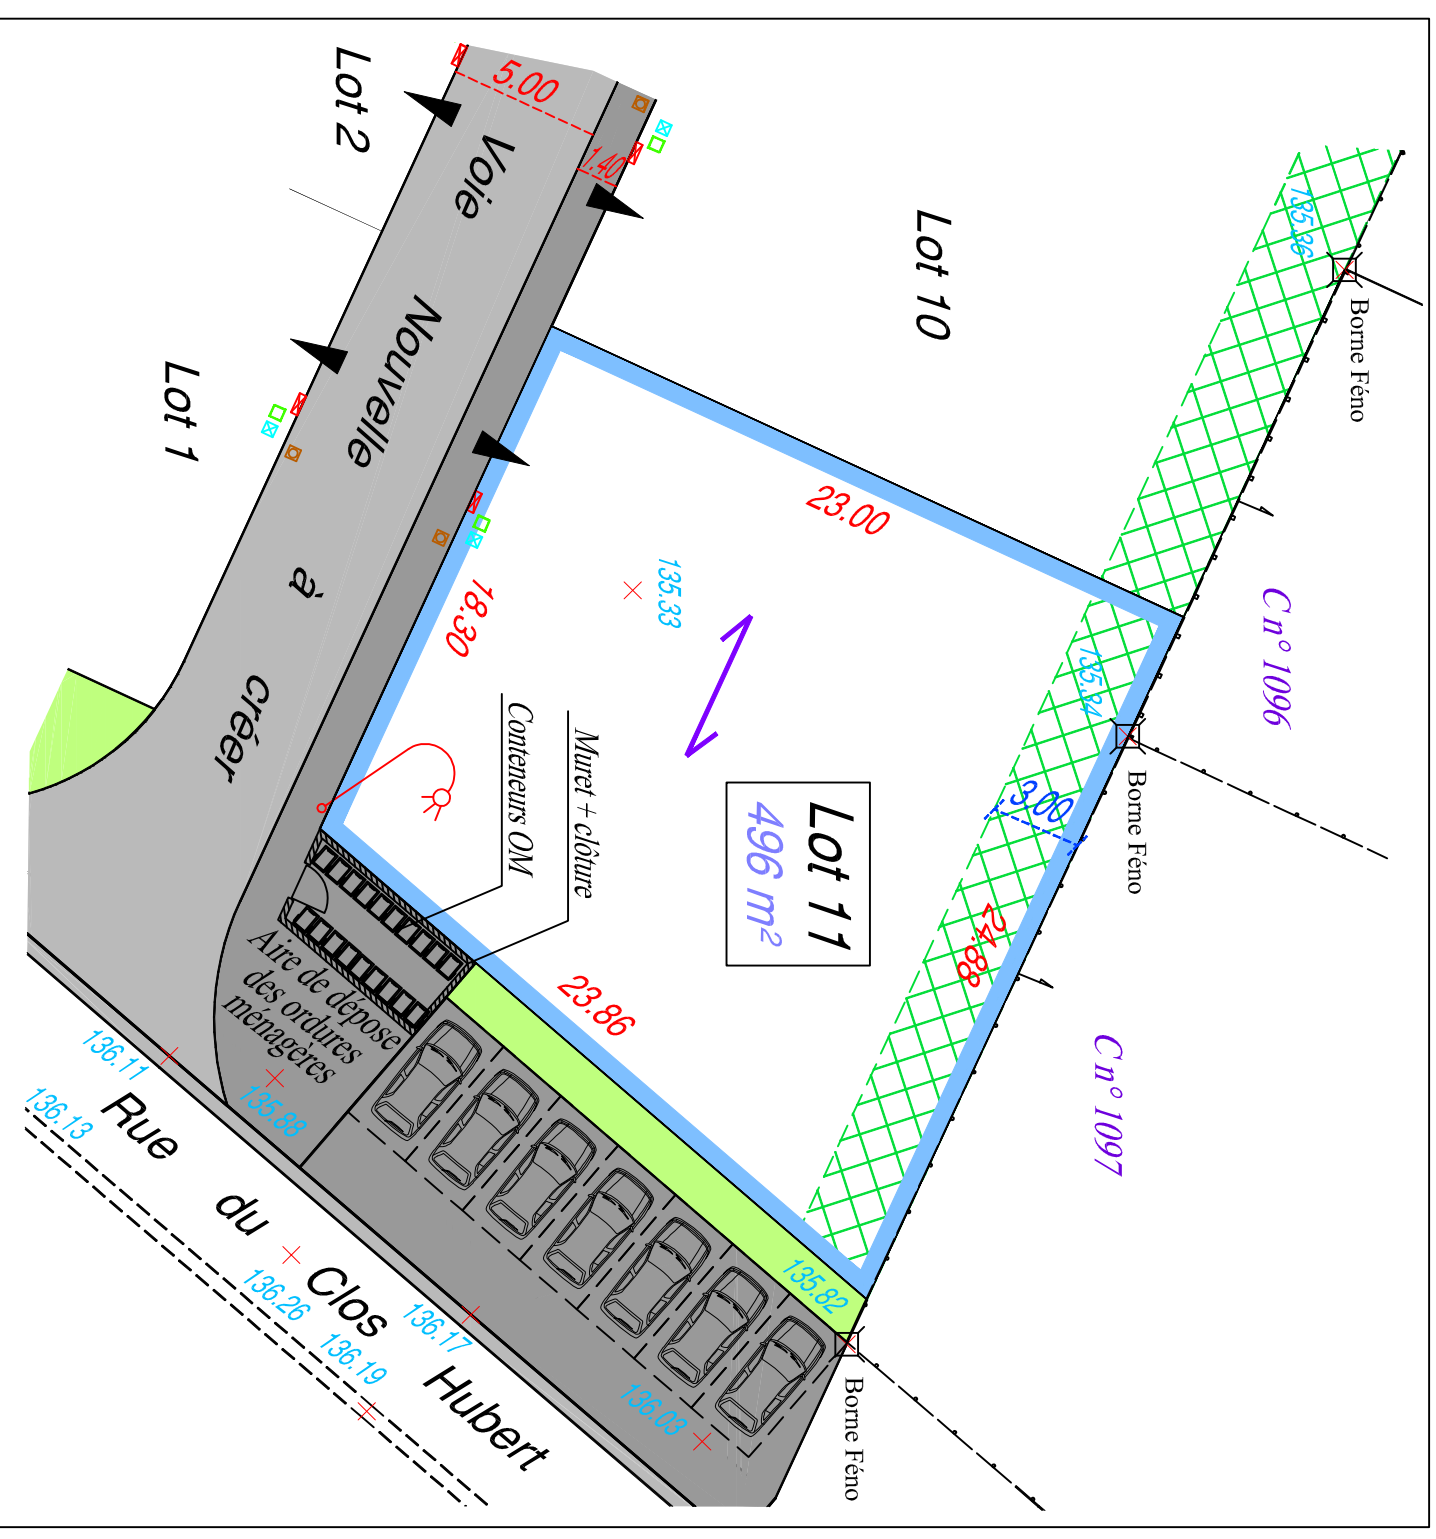 Lot 2
5.00
1.40
Voie Nouvelle à créer
Lot 1
Lot 10
135.36
Borne Féno
C n° 1096
23.00
18.30
135.33
135.34
Borne Féno
3.00
Lot 11
496 m²
24.88
C n° 1097
Muret + clôture
Conteneurs OM
23.86
Aire de dépose
des ordures
ménagères
136.11
136.13
135.88
Rue du Clos Hubert
136.26
136.19
136.17
136.03
135.82
Borne Féno